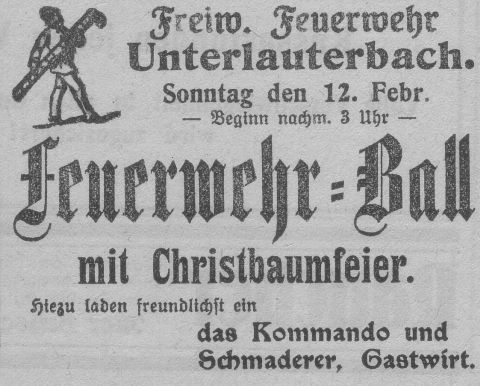 Freiw. Feuerwehr
Unterlauterbach.
Sonntag den 12. Febr.
— Beginn nachm. 3 Uhr —
Feuerwehr=Ball
mit Christbaumfeier.
Hiezu laden freundlichst ein
das Kommando und
Schmaderer, Gastwirt.